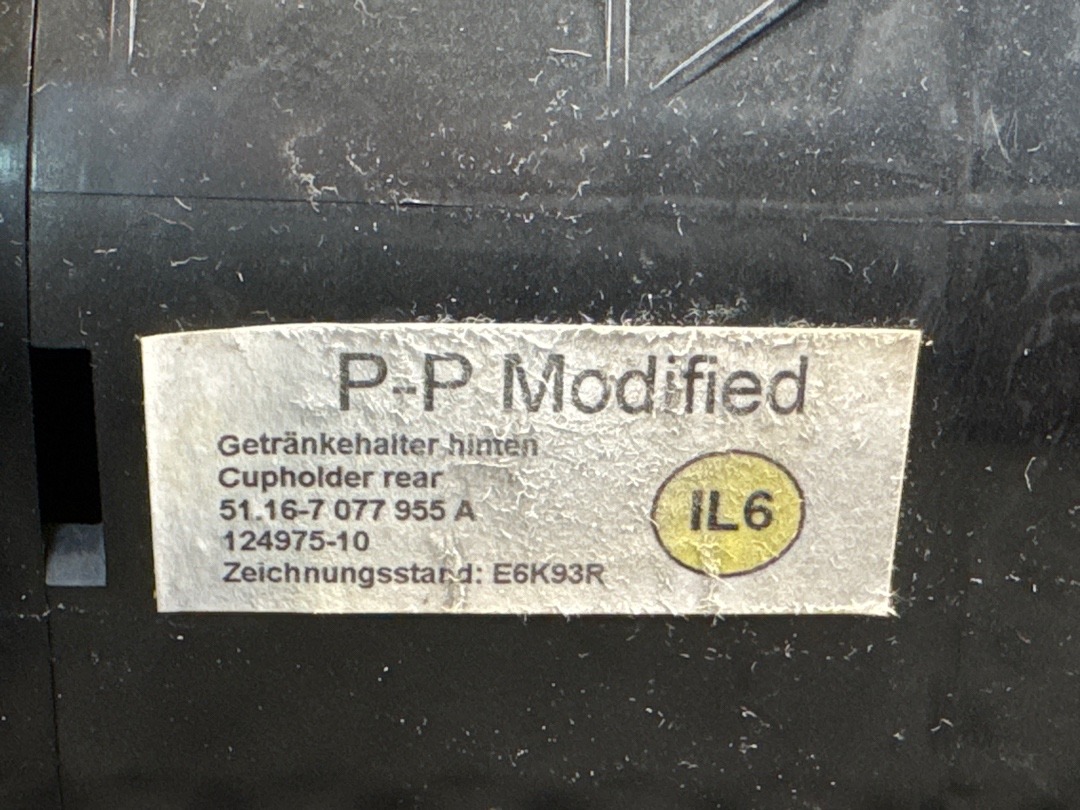 P-P Modified
Getränkehalter hinten
Cupholder rear
51.16-7 077 955 A
124975-10
Zeichnungsstand: E6K93R
IL6